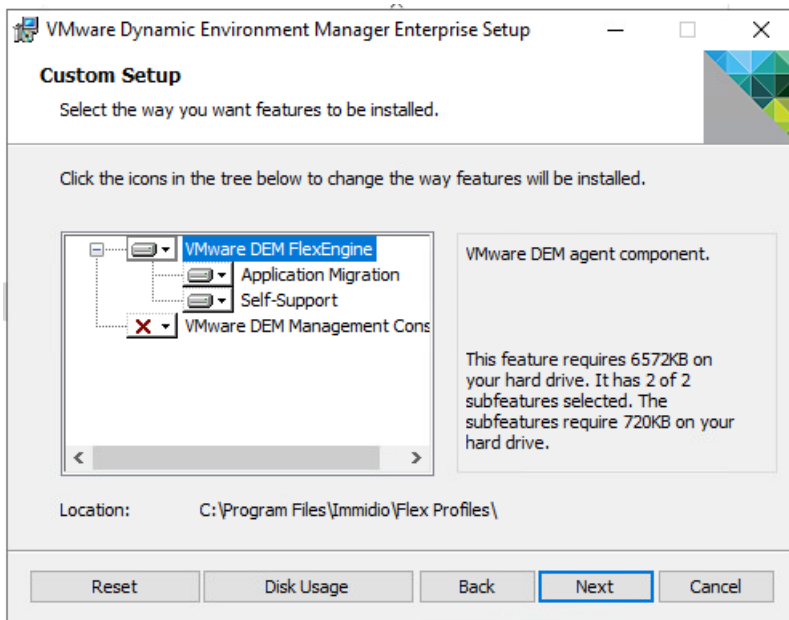 VMware Dynamic Environment Manager Enterprise Setup
Custom Setup
Select the way you want features to be installed.
Click the icons in the tree below to change the way features will be installed.
VMware DEM FlexEngine
Application Migration
Self-Support
VMware DEM Management Cons
VMware DEM agent component.
This feature requires 6572KB on
your hard drive. It has 2 of 2
subfeatures selected. The
subfeatures require 720KB on your
hard drive.
Location: C:\Program Files\Immidio\Flex Profiles\
Reset Disk Usage Back Next Cancel